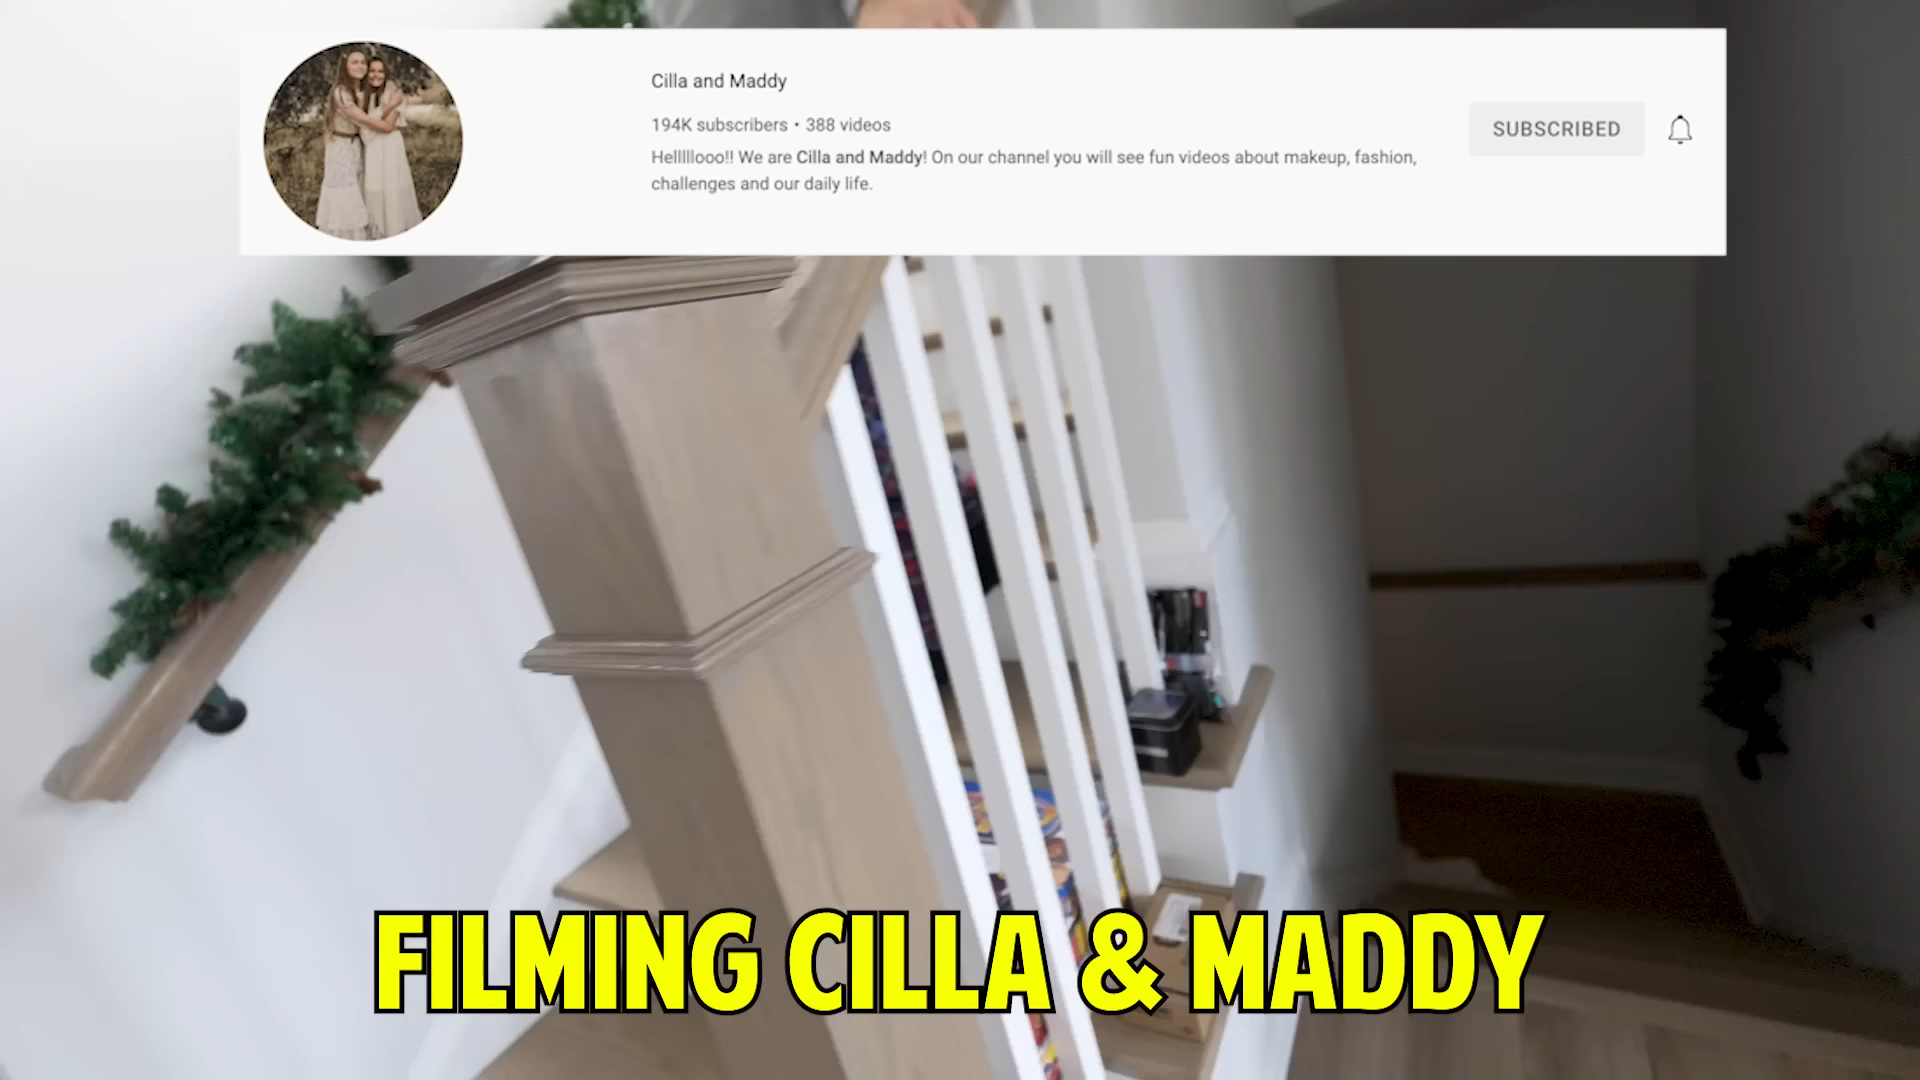 Cilla and Maddy
194K subscribers • 388 videos
Helllllooo!! We are Cilla and Maddy! On our channel you will see fun videos about makeup, fashion,
challenges and our daily life.
SUBSCRIBED
FILMING CILLA & MADDY